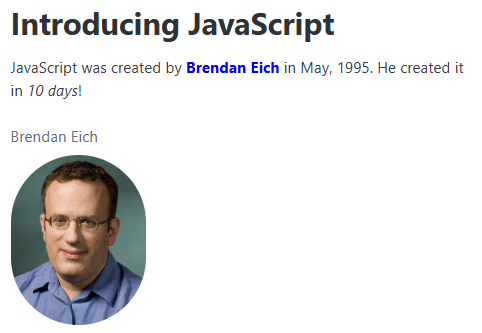 Introducing JavaScript
JavaScript was created by Brendan Eich in May, 1995. He created it
in 10 days!
Brendan Eich